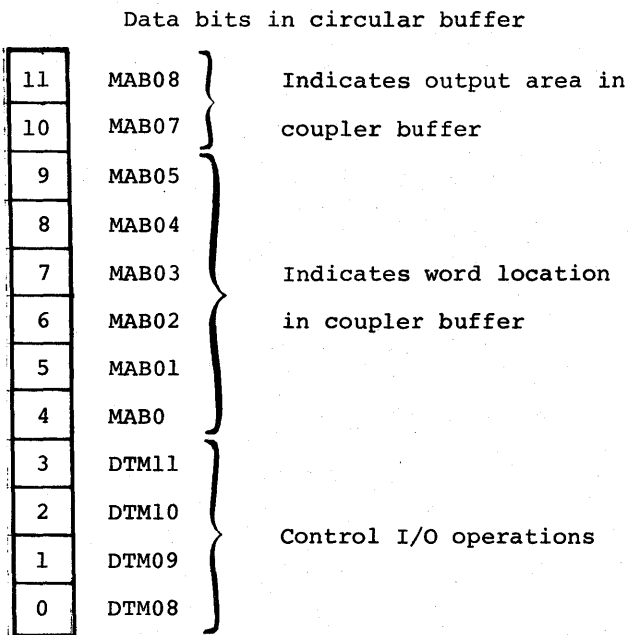 Data bits in circular buffer
11 MAB08 Indicates output area in
10 MAB07 coupler buffer
9 MAB05
8 MAB04
7 MAB03 Indicates word location
6 MAB02 in coupler buffer
5 MAB01
4 MAB0
3 DTM11
2 DTM10
Control I/O operations
1 DTM09
0 DTM08